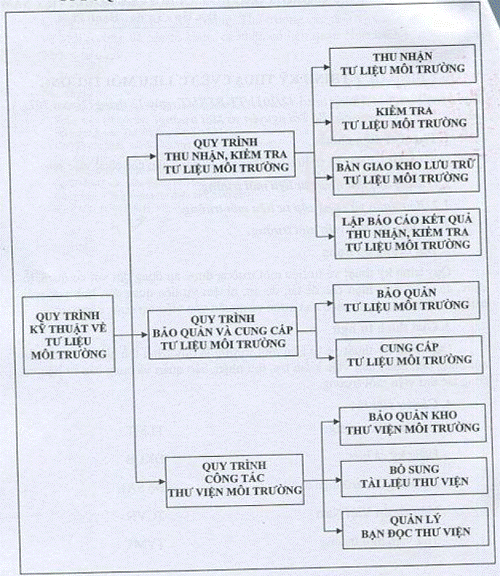 THU NHẬN
TƯ LIỆU MÔI TRƯỜNG
KIỂM TRA
TƯ LIỆU MÔI TRƯỜNG
QUY TRÌNH
THU NHẬN, KIỂM TRA
TƯ LIỆU MÔI TRƯỜNG
BÀN GIAO KHO LƯU TRỮ
TƯ LIỆU MÔI TRƯỜNG
LẬP BÁO CÁO KẾT QUẢ
THU NHẬN, KIỂM TRA
TƯ LIỆU MÔI TRƯỜNG
QUY TRÌNH
KỸ THUẬT VỀ
TƯ LIỆU
MÔI TRƯỜNG
QUY TRÌNH
BẢO QUẢN VÀ CUNG CẤP
TƯ LIỆU MÔI TRƯỜNG
BẢO QUẢN
TƯ LIỆU MÔI TRƯỜNG
CUNG CẤP
TƯ LIỆU MÔI TRƯỜNG
BẢO QUẢN KHO
THƯ VIỆN MÔI TRƯỜNG
QUY TRÌNH
CÔNG TÁC
THƯ VIỆN MÔI TRƯỜNG
BỔ SUNG
TÀI LIỆU THƯ VIỆN
QUẢN LÝ
BẠN ĐỌC THƯ VIỆN